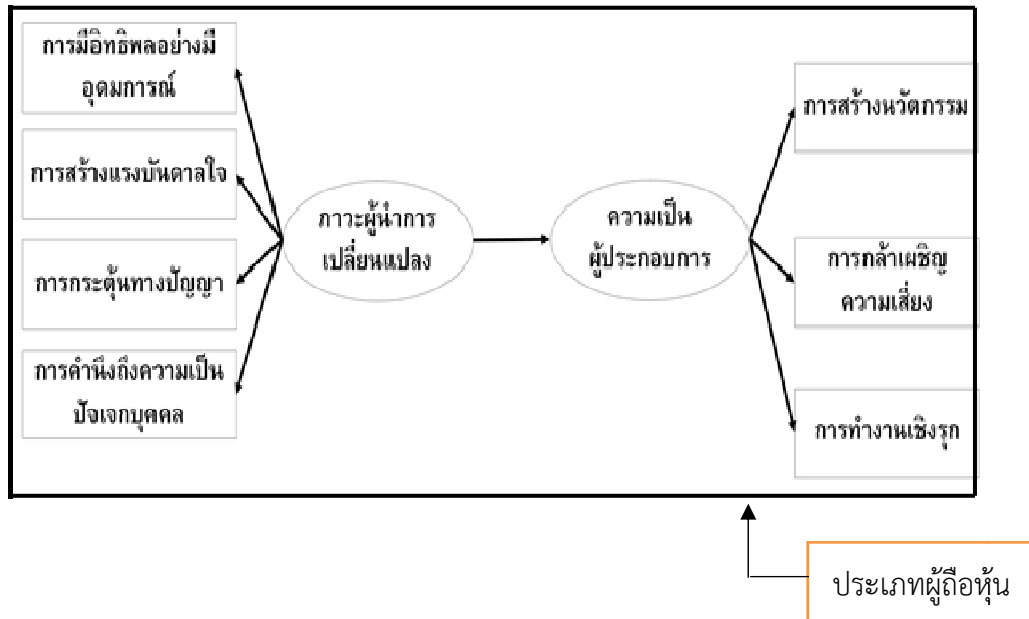 การมีอิทธิพลอย่างมี
อุดมการณ์
การสร้างแรงบันดาลใจ
การกระตุ้นทางปัญญา
การคำนึงถึงความเป็น
ปัจเจกบุคคล
ภาวะผู้นำการ
เปลี่ยนแปลง
ความเป็น
ผู้ประกอบการ
การสร้างนวัตกรรม
การกล้าเผชิญ
ความเสี่ยง
การทำงานเชิงรุก
ประเภทผู้ถือหุ้น